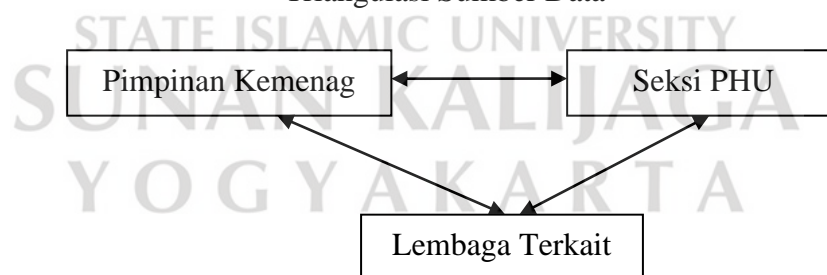 Triangulasi Sumber Data
STATE ISLAMIC UNIVERSITY
SUNAN KALIJAGA
YOGYAKARTA
Pimpinan Kemenag
Seksi PHU
Lembaga Terkait